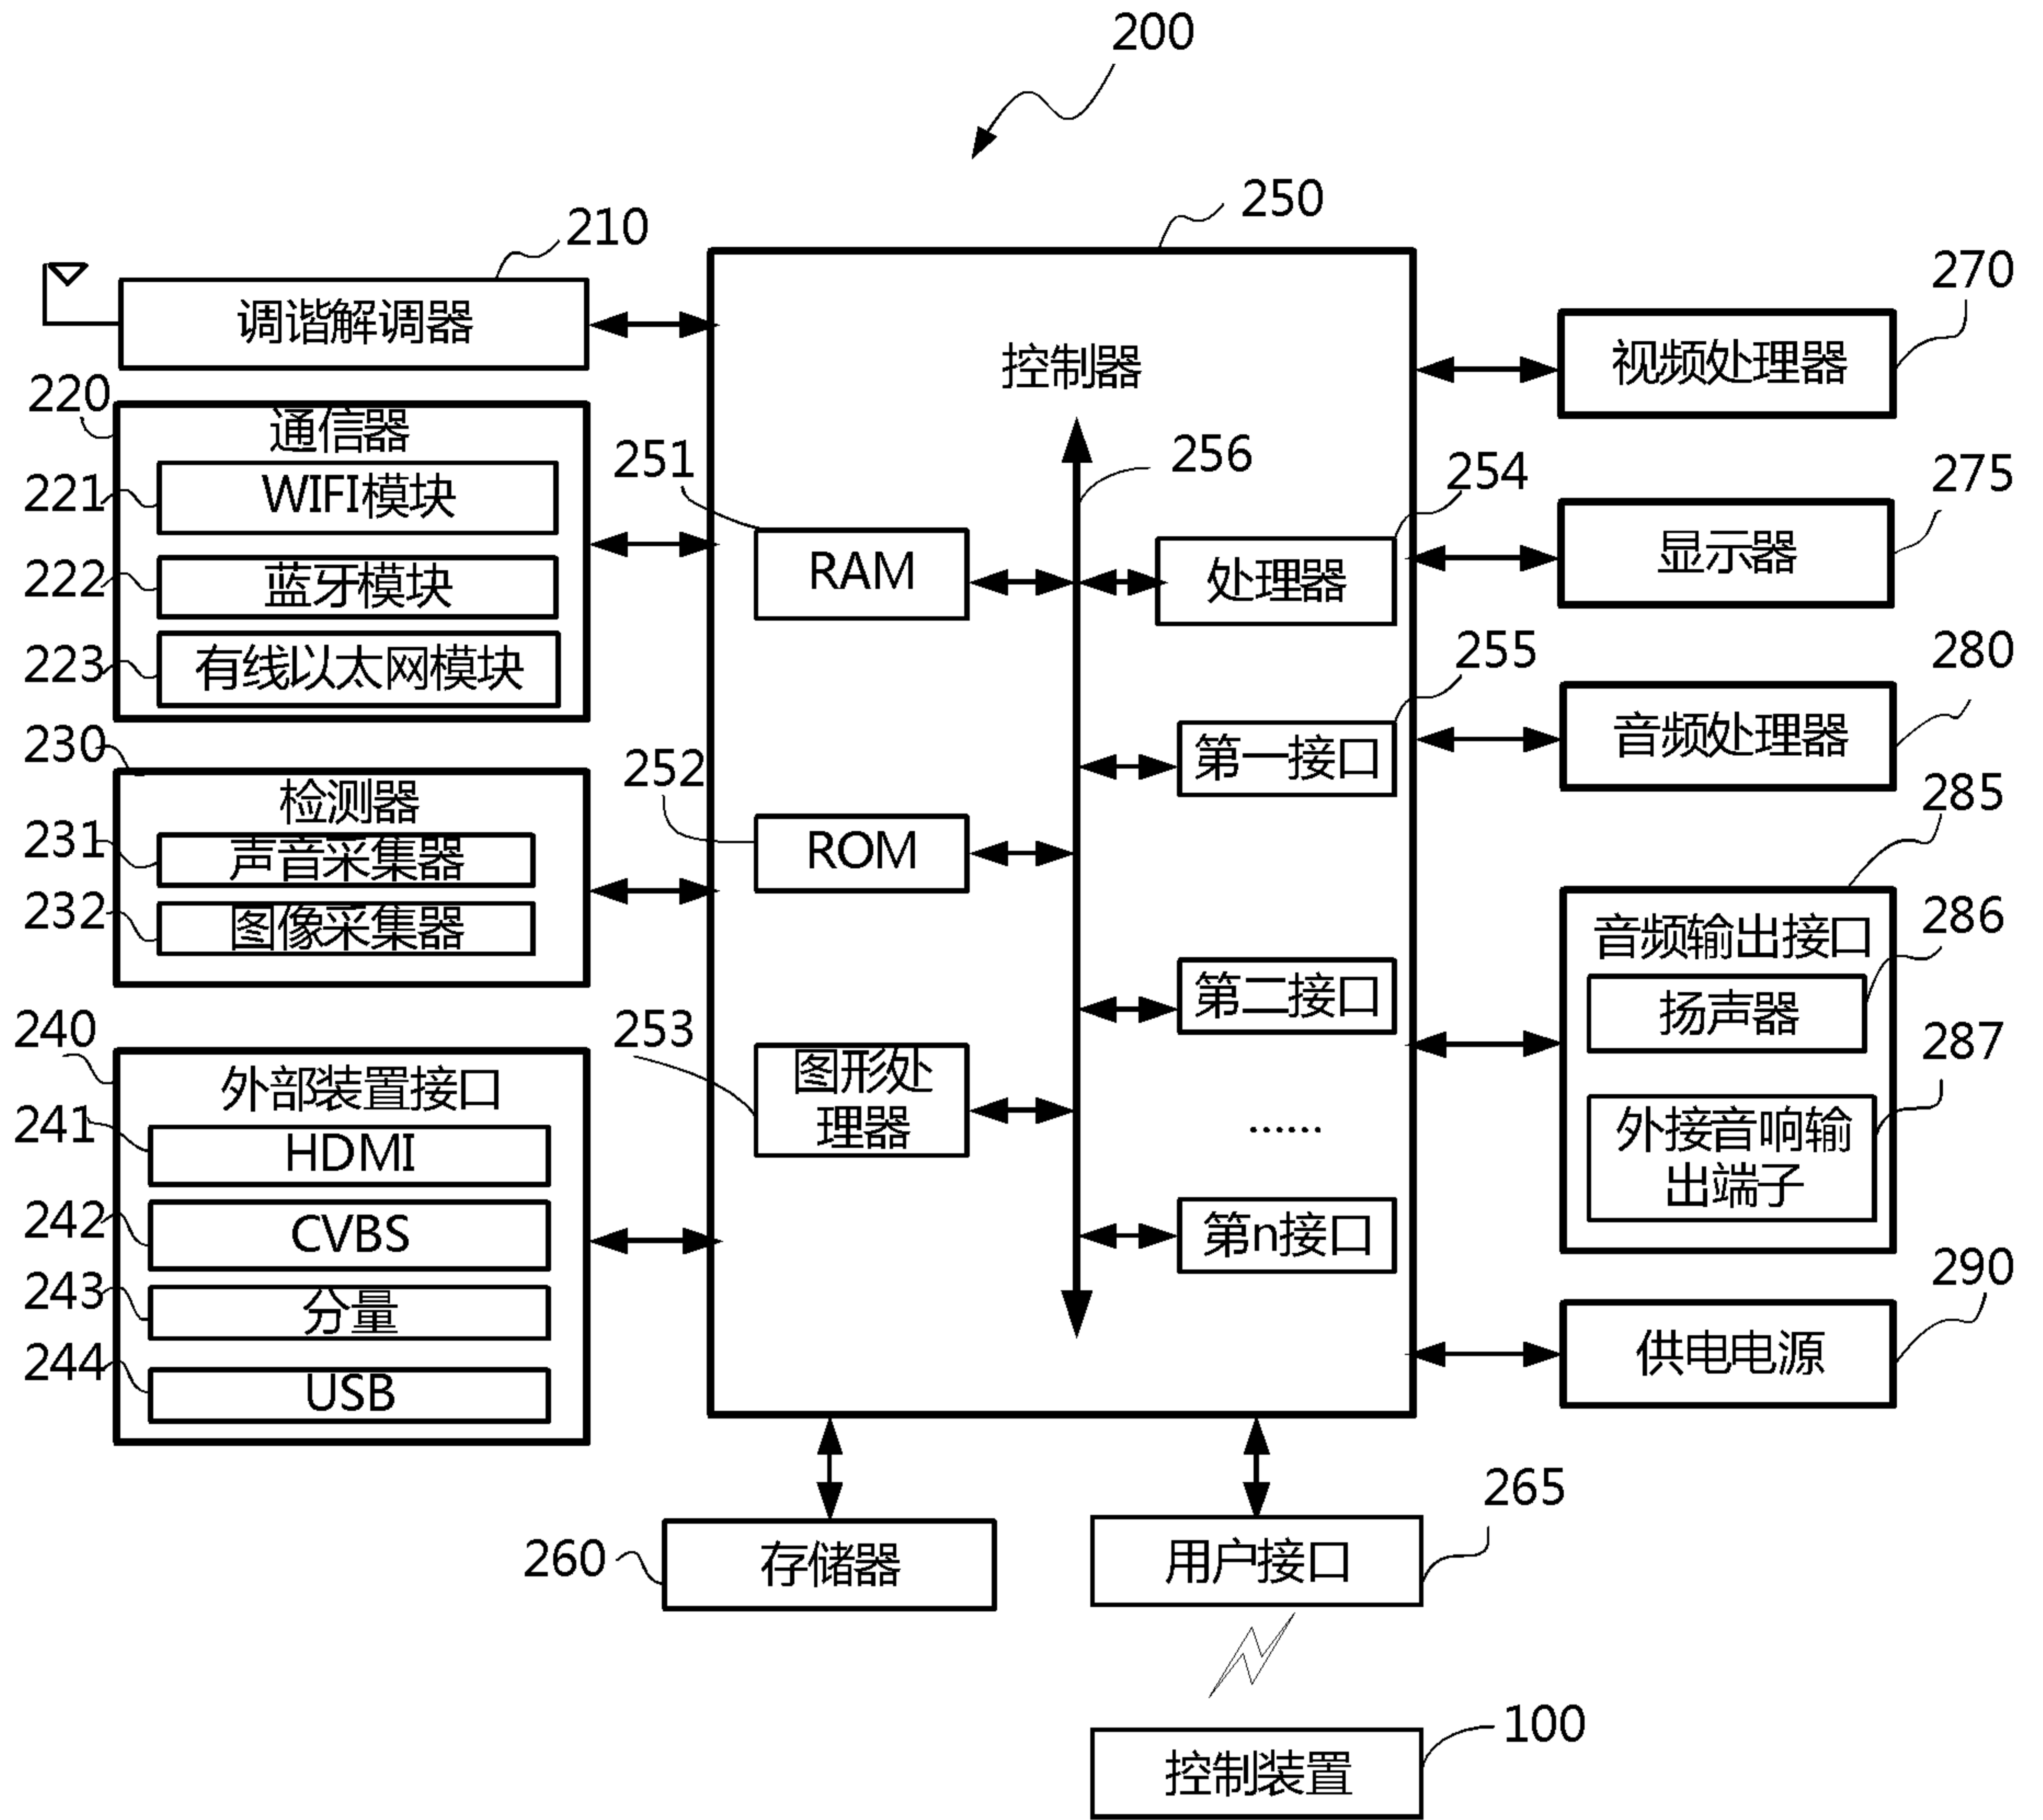 200
250
210
调谐解调器
270
视频处理器
控制器
220
通信器
221
WIFI模块
222
蓝牙模块
223
有线以太网模块
251
RAM
256
254
处理器
275
显示器
255
第一接口
280
音频处理器
230
检测器
231
声音采集器
232
图像采集器
252
ROM
第二接口
285
音频输出接口
286
扬声器
287
外接音响输
出端子
240
外部装置接口
241
HDMI
242
CVBS
243
分量
244
USB
253
图形处
理器
……
第n接口
290
供电电源
260
存储器
265
用户接口
100
控制装置